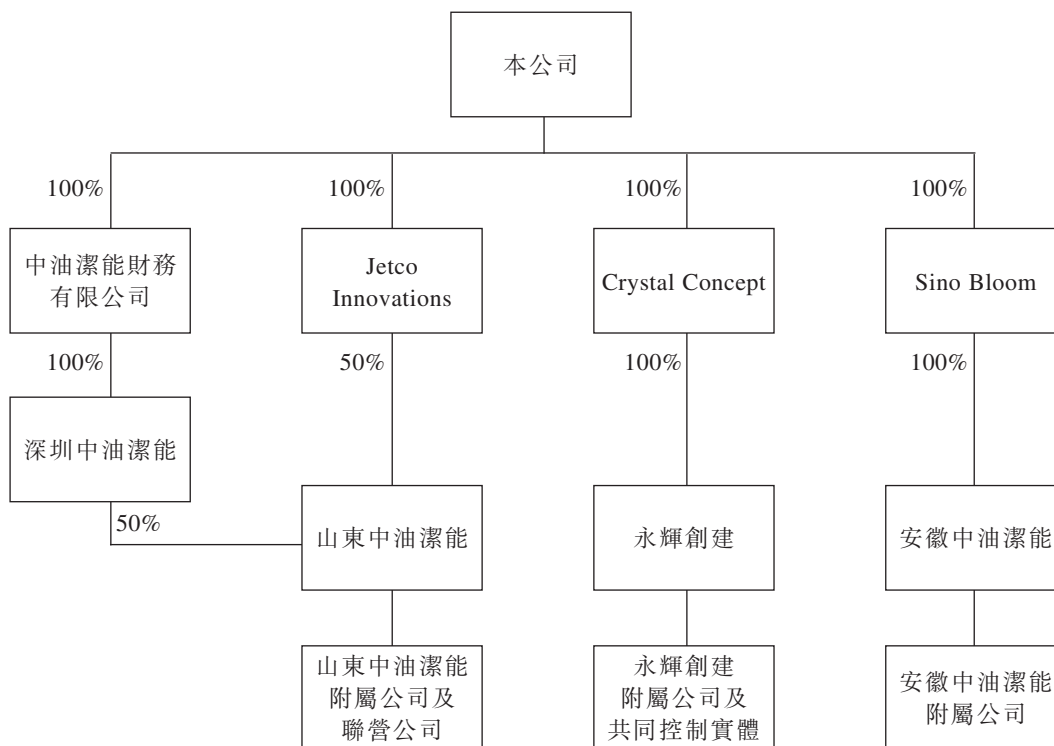 本公司
100%
100%
100%
100%
中油潔能財務
有限公司
Jetco
Innovations
Crystal Concept
Sino Bloom
100%
50%
100%
100%
深圳中油潔能
50%
山東中油潔能
永輝創建
安徽中油潔能
山東中油潔能
附屬公司及
聯營公司
永輝創建
附屬公司及
共同控制實體
安徽中油潔能
附屬公司